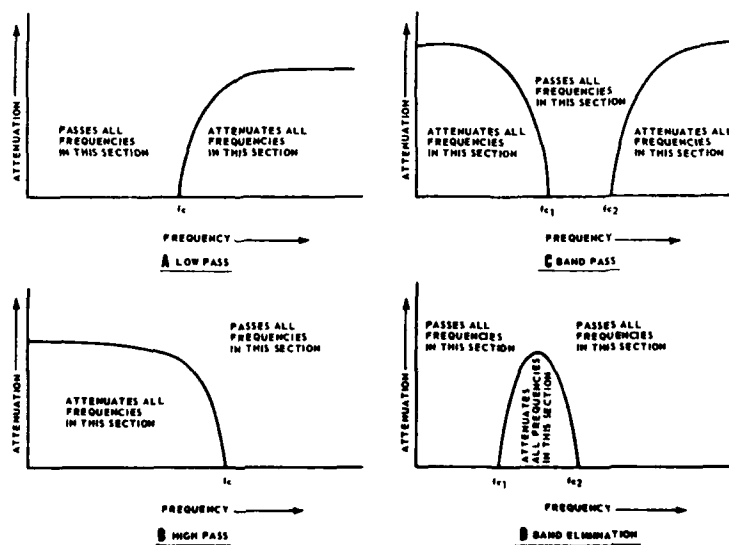 ATTENUATION
PASSES ALL
FREQUENCIES
IN THIS SECTION
ATTENUATES ALL
FREQUENCIES
IN THIS SECTION
fc
FREQUENCY
A LOW PASS
ATTENUATION
ATTENUATES ALL
FREQUENCIES
IN THIS SECTION
PASSES ALL
FREQUENCIES
IN THIS SECTION
ATTENUATES ALL
FREQUENCIES
IN THIS SECTION
fc1
fc2
FREQUENCY
C BAND PASS
ATTENUATION
ATTENUATES ALL
FREQUENCIES
IN THIS SECTION
PASSES ALL
FREQUENCIES
IN THIS SECTION
fc
FREQUENCY
B HIGH PASS
ATTENUATION
PASSES ALL
FREQUENCIES
IN THIS SECTION
ATTENUATES
ALL FREQUENCIES
IN THIS SECTION
PASSES ALL
FREQUENCIES
IN THIS SECTION
fc1
fc2
FREQUENCY
D BAND ELIMINATION